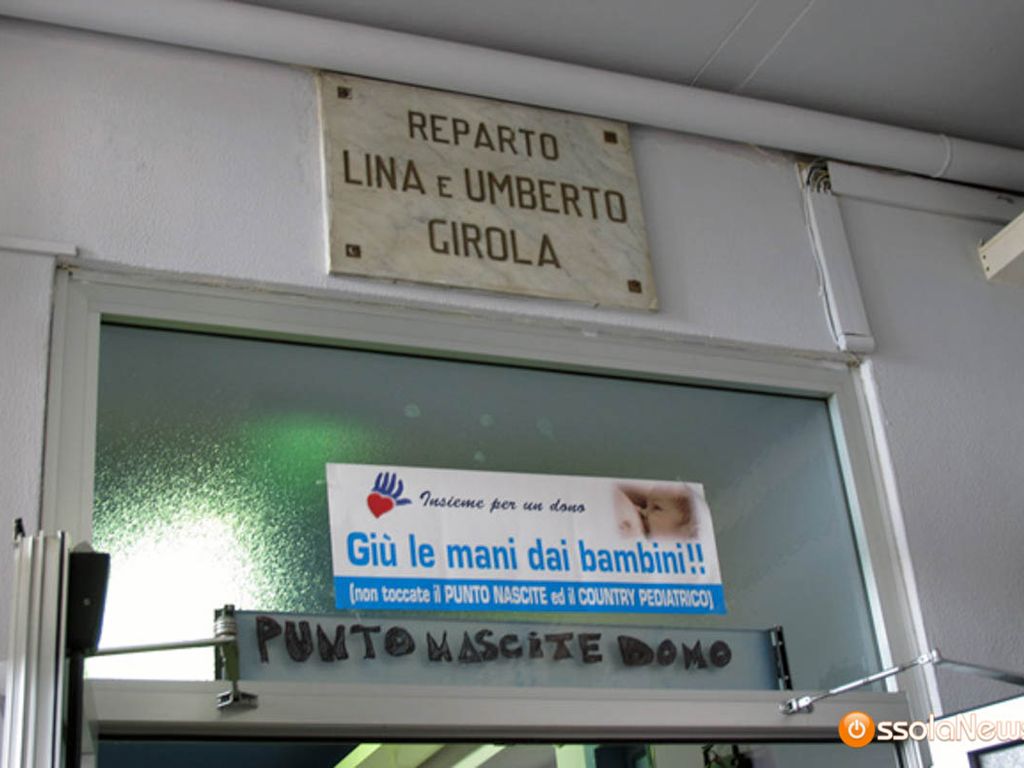 REPARTO
LINA E UMBERTO
GIROLA
Insieme per un dono
Giù le mani dai bambini!!
(non toccate il PUNTO NASCITE ed il COUNTRY PEDIATRICO)
PUNTO NASCITE DOMO
OssolaNews